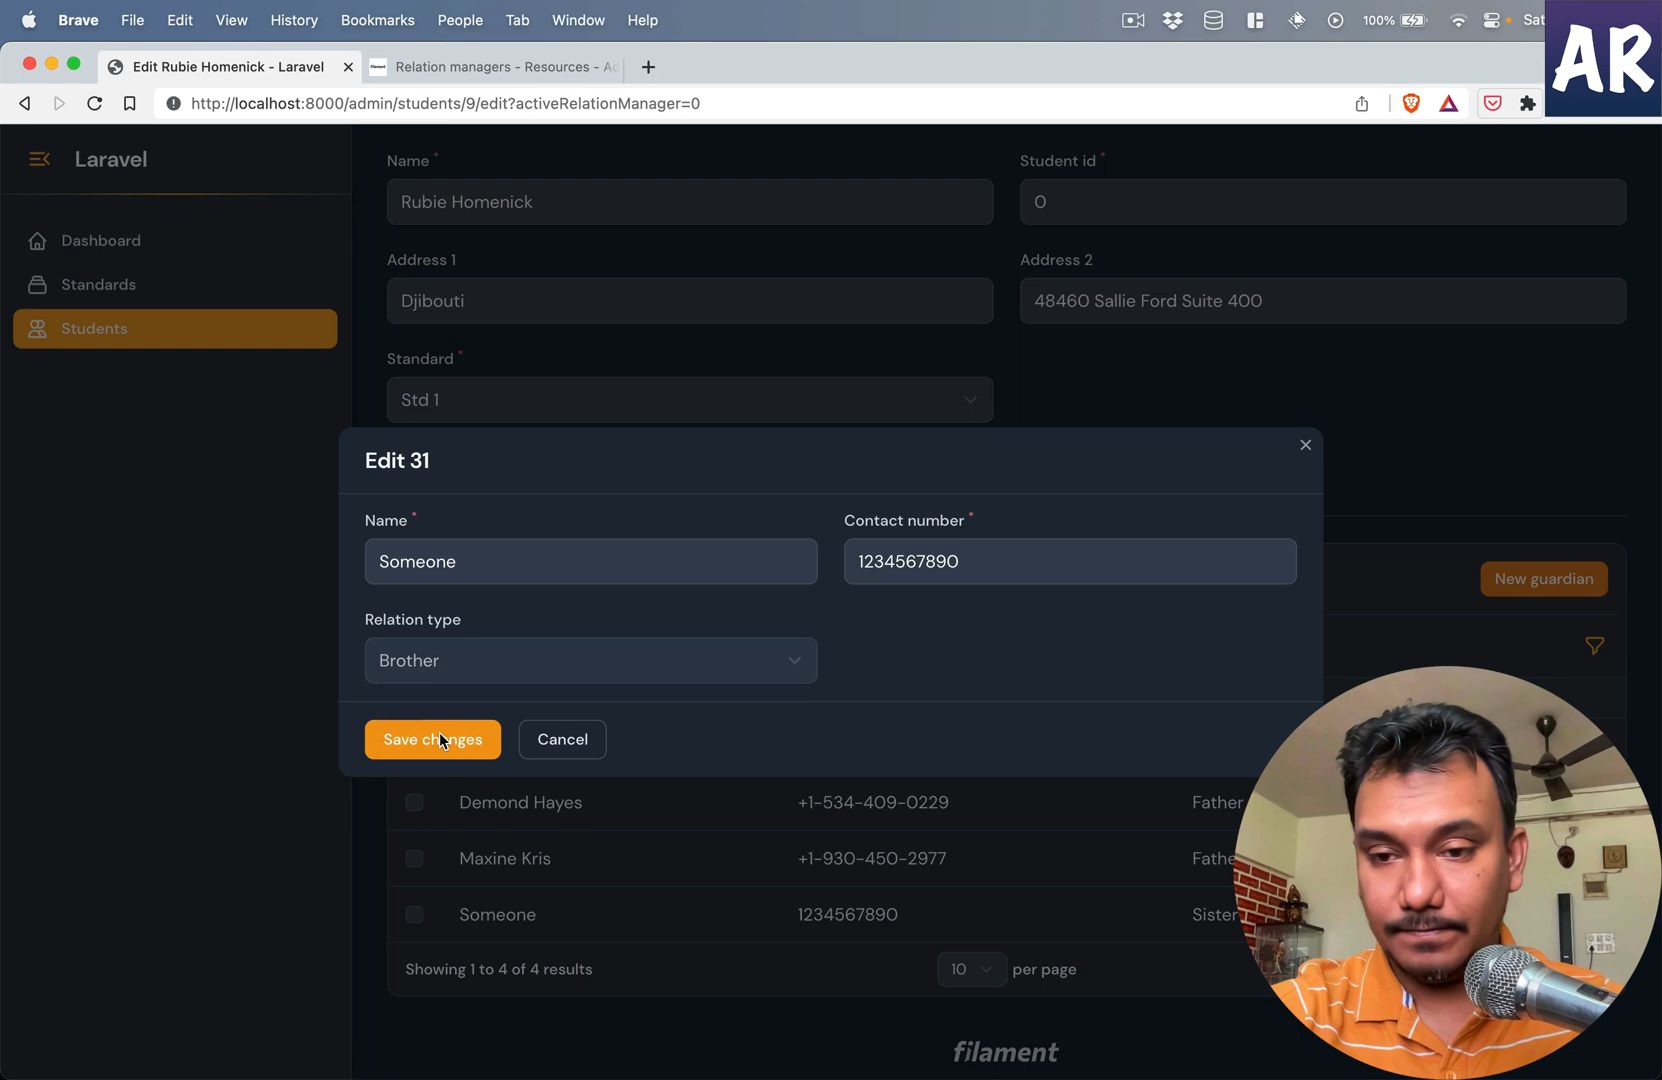 Brave File Edit View History Bookmarks People Tab Window Help 100% Sat
AR
Edit Rubie Homenick - Laravel
Relation managers - Resources - Ad
http://localhost:8000/admin/students/9/edit?activeRelationManager=0
Laravel
Dashboard
Standards
Students
Name *
Student id *
Rubie Homenick
0
Address 1
Address 2
Djibouti
48460 Sallie Ford Suite 400
Standard *
Std 1
Edit 31
Name *
Contact number *
Someone
1234567890
Relation type
Brother
Save changes
Cancel
New guardian
Demond Hayes +1-534-409-0229 Father
Maxine Kris +1-930-450-2977 Fathe
Someone 1234567890 Sister
Showing 1 to 4 of 4 results
10 per page
filament